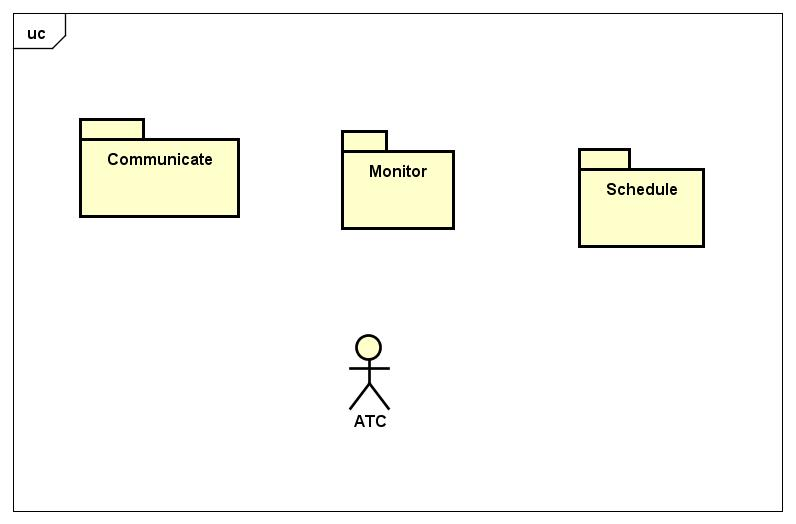 uc
Communicate
Monitor
Schedule
ATC